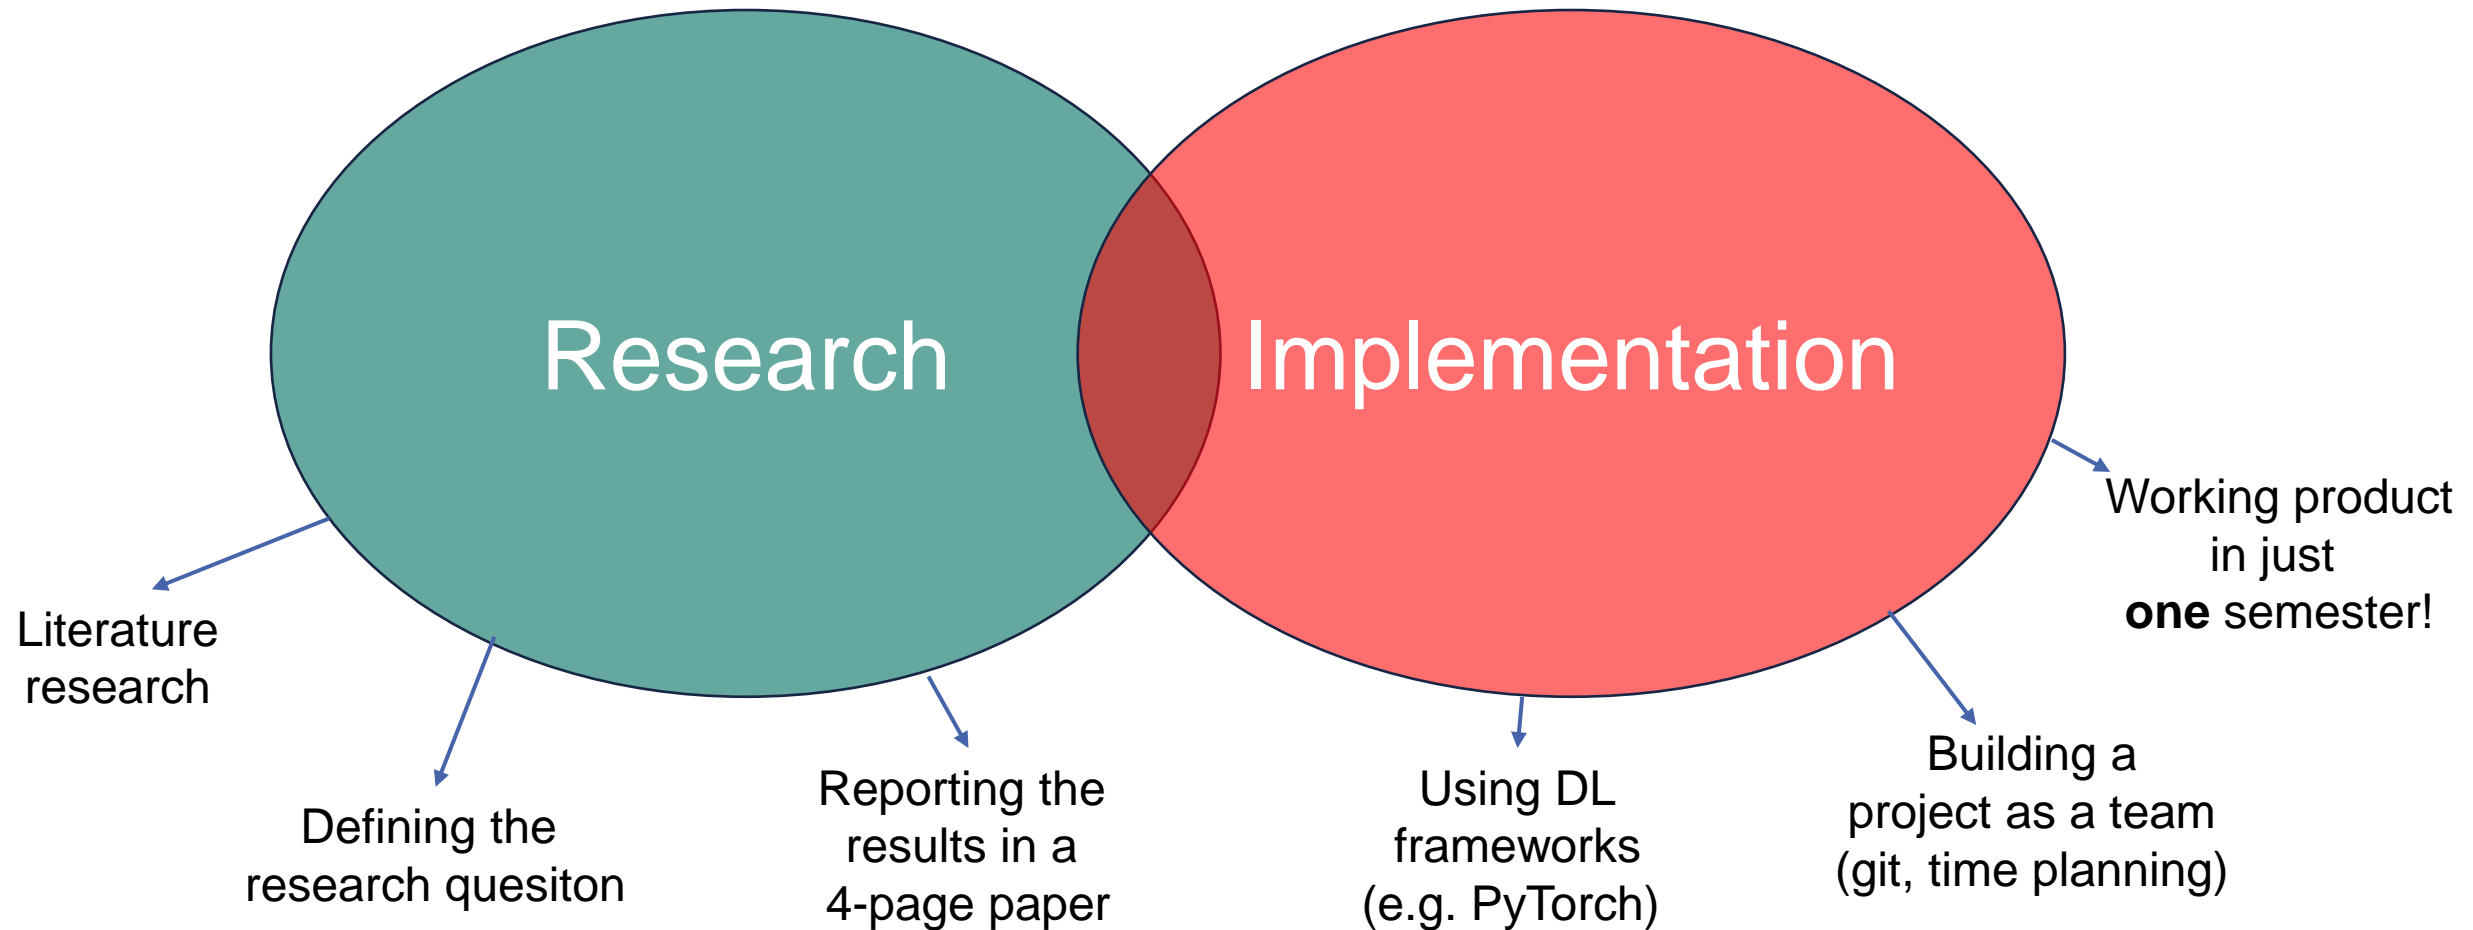 Research
Implementation
Literature
research
Defining the
research quesiton
Reporting the
results in a
4-page paper
Using DL
frameworks
(e.g. PyTorch)
Building a
project as a team
(git, time planning)
Working product
in just
one semester!